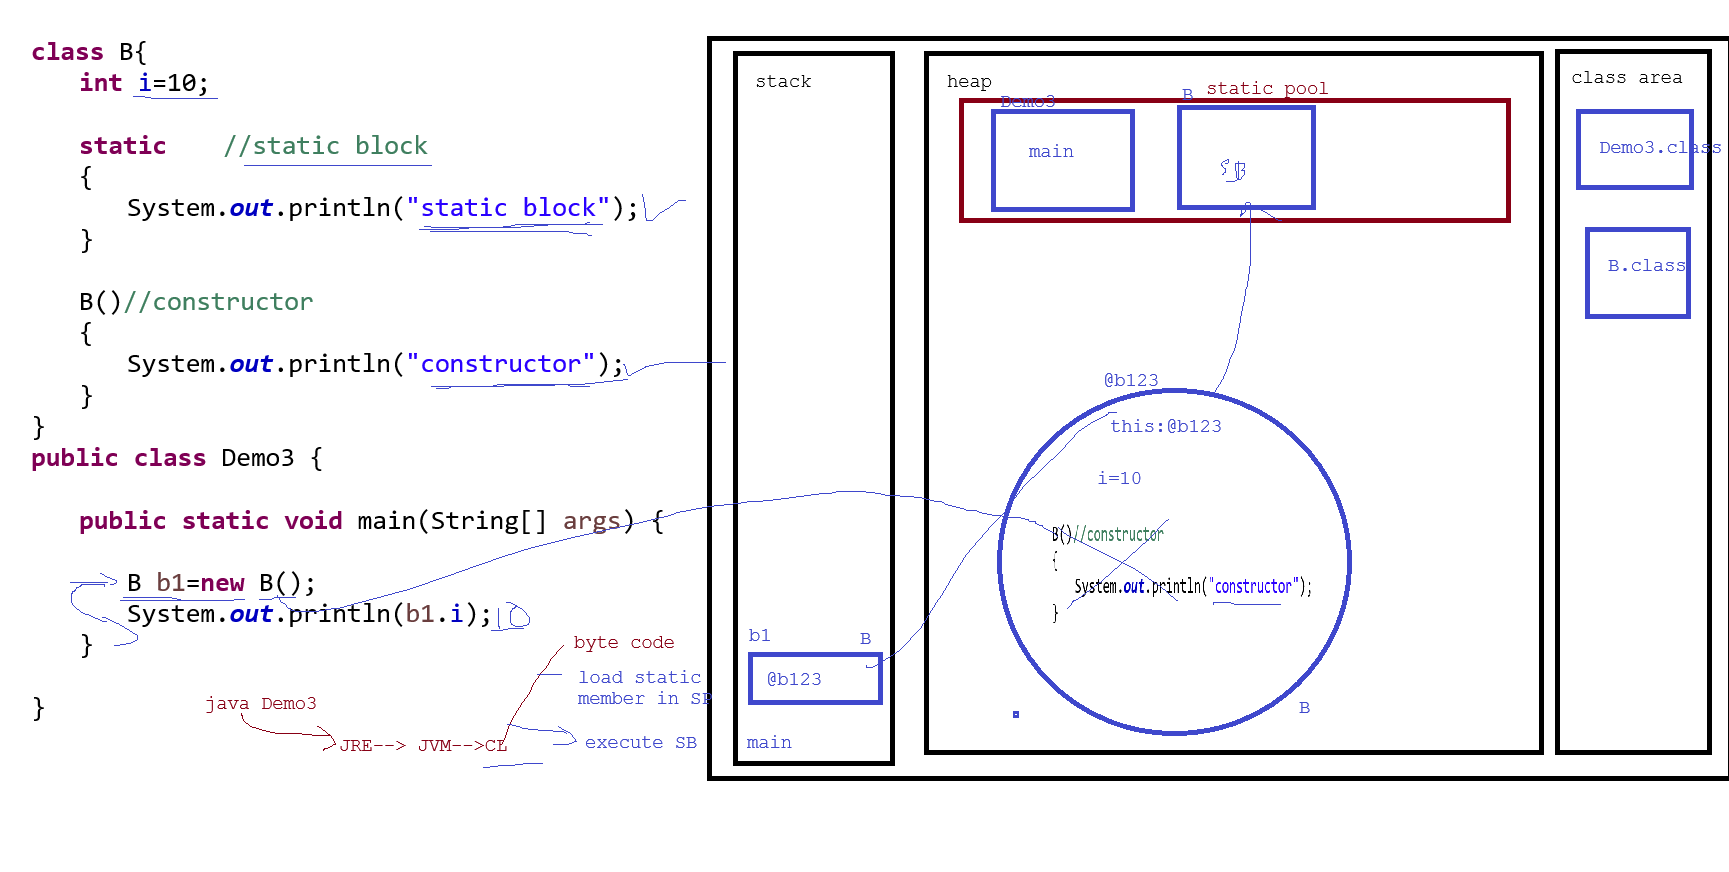 class B{
int i=10;
static //static block
{
System.out.println("static block");
}
B()//constructor
{
System.out.println("constructor");
}
}
public class Demo3 {
public static void main(String[] args) {
B b1=new B();
System.out.println(b1.i); 10
}
}
byte code
load static
member in SP
execute SB
java Demo3
JRE--> JVM-->CL
stack
b1 B
@b123
main
heap
static pool
Demo3
main
B
SB
@b123
this:@b123
i=10
B()//constructor
{
System.out.println("constructor");
}
B
class area
Demo3.class
B.class